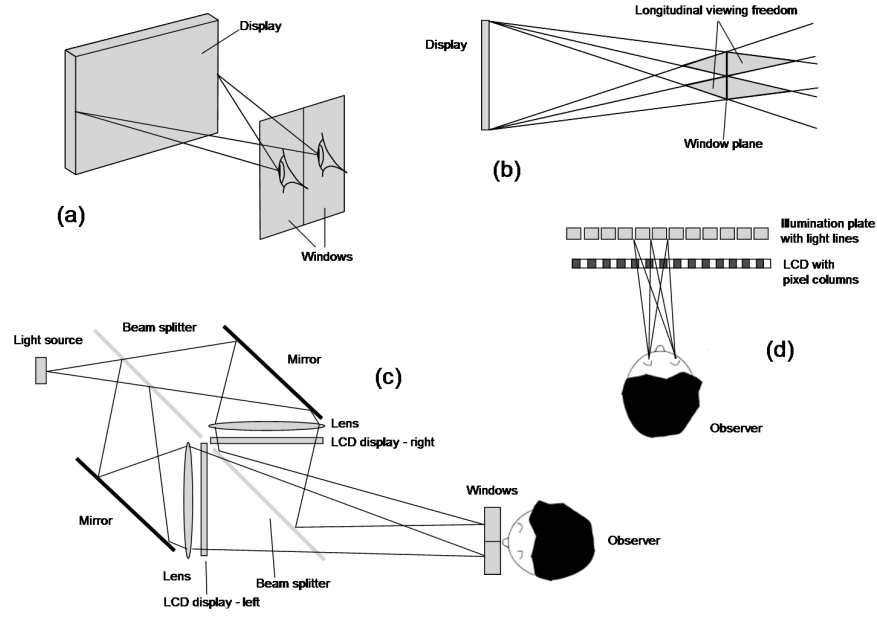 Display
(a)
Windows
Longitudinal viewing freedom
Display
Window plane
(b)
Illumination plate
with light lines
LCD with
pixel columns
(d)
Observer
Beam splitter
Light source
Mirror
(c)
Lens
LCD display - right
Mirror
Windows
Observer
Lens
Beam splitter
LCD display - left